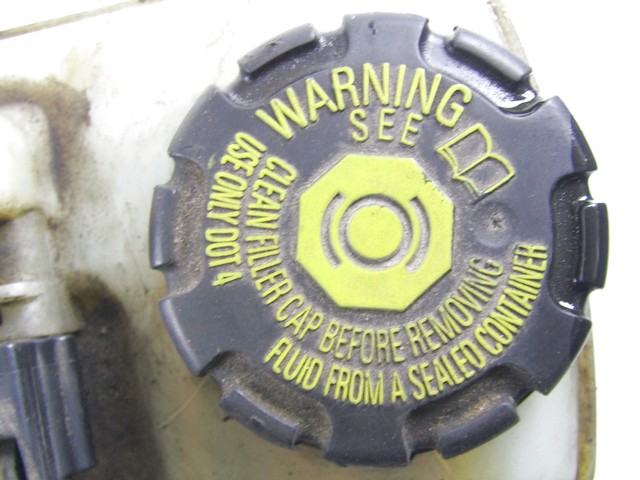 WARNING
SEE
CLEAN FILLER CAP BEFORE REMOVING
USE ONLY DOT 4
FLUID FROM A SEALED CONTAINER